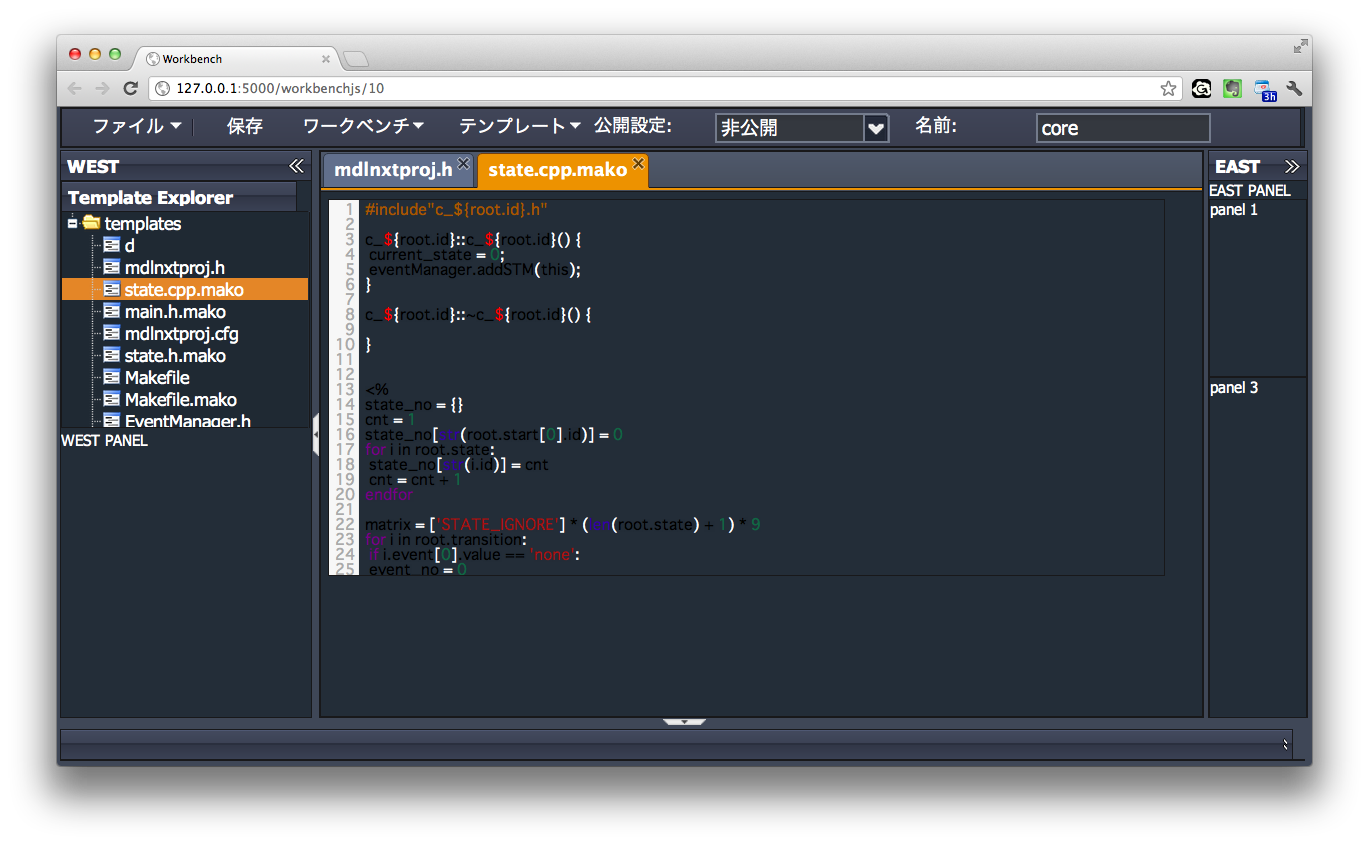 Workbench
127.0.0.1:5000/workbenchjs/10
3h
ファイル 保存 ワークベンチ テンプレート 公開設定: 非公開 名前: core
WEST
Template Explorer
templates
d
mdlnxtproj.h
state.cpp.mako
main.h.mako
mdlnxtproj.cfg
state.h.mako
Makefile
Makefile.mako
EventManager.h
WEST PANEL
mdlnxtproj.h state.cpp.mako
1 #include"c_${root.id}.h"
2
3 c_${root.id}::c_${root.id}() {
4 current_state = 0;
5 eventManager.addSTM(this);
6 }
7
8 c_${root.id}::~c_${root.id}() {
9
10 }
11
12
13 <%
14 state_no = {}
15 cnt = 1
16 state_no[str(root.start[0].id)] = 0
17 for i in root.state:
18 state_no[str(i.id)] = cnt
19 cnt = cnt + 1
20 endfor
21
22 matrix = ['STATE_IGNORE'] * (len(root.state) + 1) * 9
23 for i in root.transition:
24 if i.event[0].value == 'none':
25 event_no = 0
EAST
EAST PANEL
panel 1
panel 3